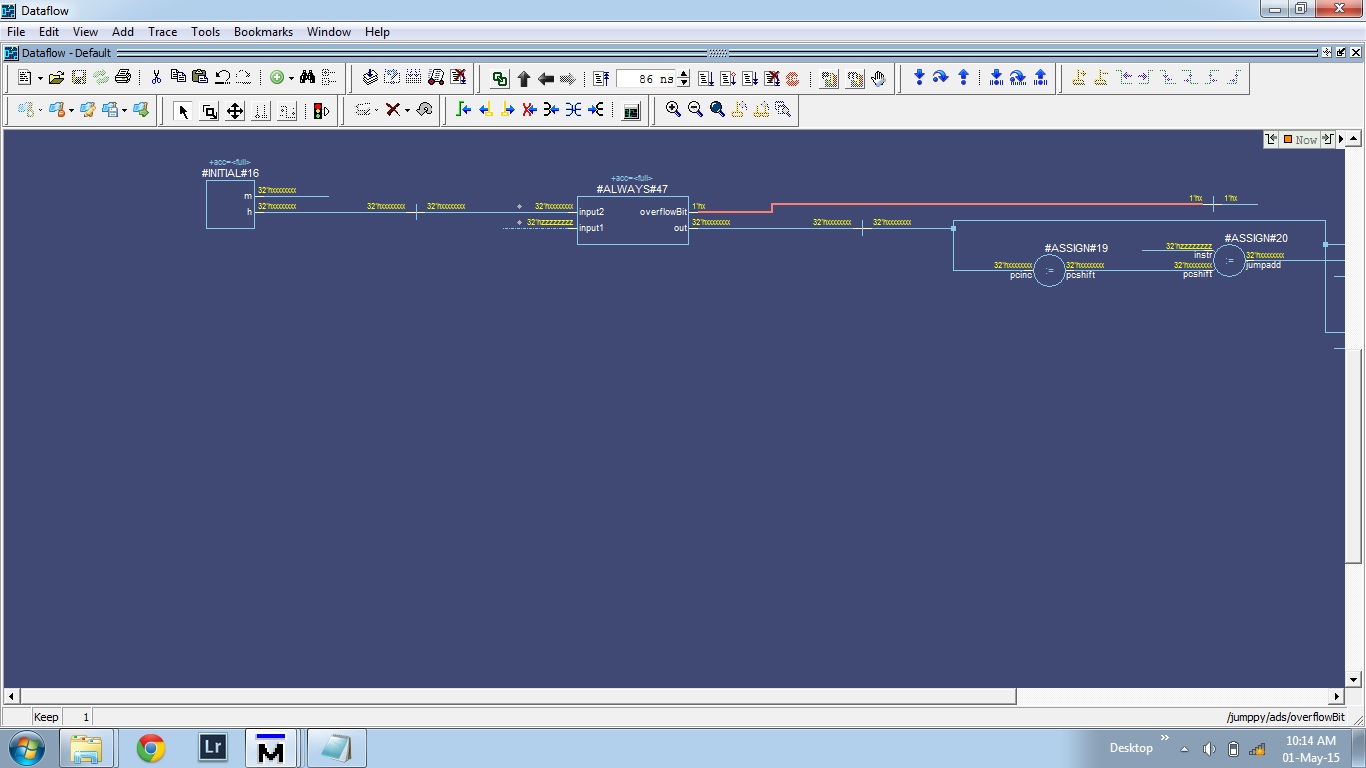 Dataflow
File Edit View Add Trace Tools Bookmarks Window Help
Dataflow - Default
86 ns
Now
+acc=<full>
#INITIAL#16
m
32'hxxxxxxxx
h
32'hxxxxxxxx
32'hxxxxxxxx
32'hxxxxxxxx
+acc=<full>
#ALWAYS#47
32'hxxxxxxxx
input2
overflowBit
1'hx
32'hzzzzzzzz
input1
out
32'hxxxxxxxx
32'hxxxxxxxx
32'hxxxxxxxx
1'hx
1'hx
#ASSIGN#19
32'hxxxxxxxx
pcinc
:=
32'hxxxxxxxx
pcshift
#ASSIGN#20
32'hzzzzzzzz
instr
32'hxxxxxxxx
pcshift
:=
32'hxxxxxxxx
jumpadd
Keep 1
/jumppy/ads/overflowBit
Lr
M
Desktop
10:14 AM
01-May-15